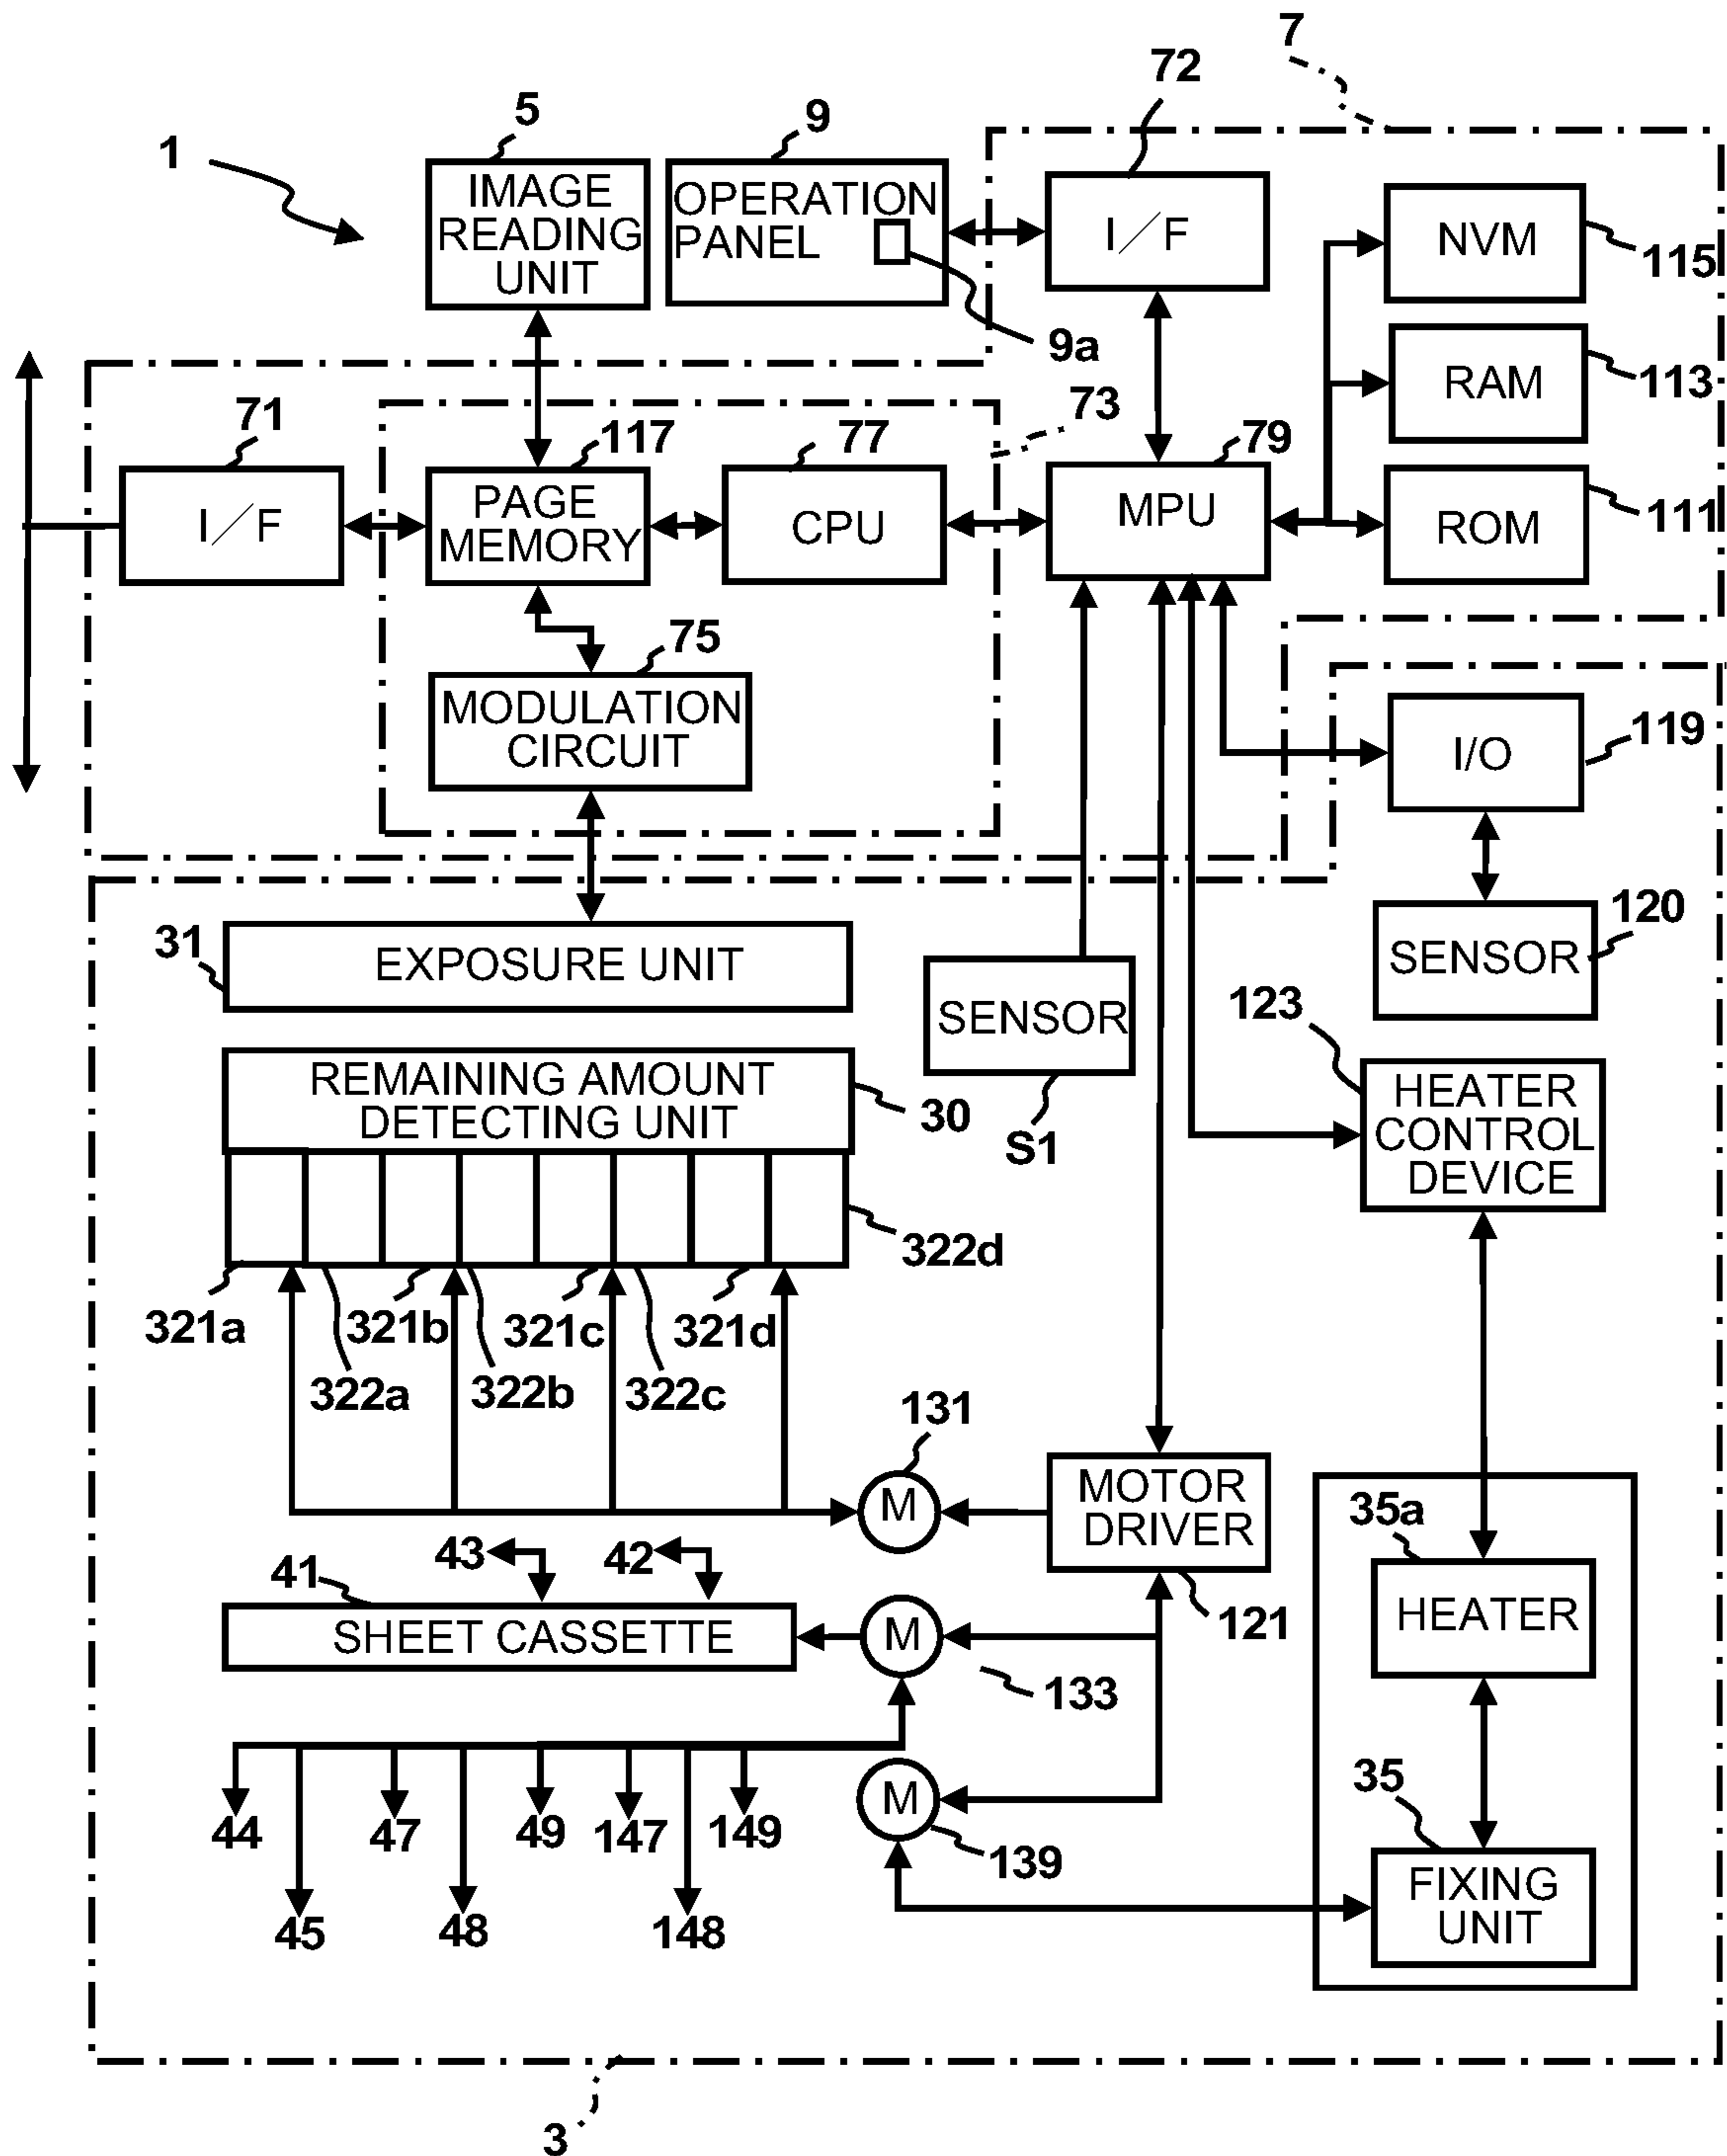 7
72
5
9
1
IMAGE
READING
UNIT
OPERATION
PANEL
I/F
NVM
115
9a
RAM
113
71
117
77
73
79
I/F
PAGE
MEMORY
CPU
MPU
ROM
111
75
MODULATION
CIRCUIT
I/O
119
31
EXPOSURE UNIT
SENSOR
120
SENSOR
123
REMAINING AMOUNT
DETECTING UNIT
30
S1
HEATER
CONTROL
DEVICE
322d
321a
321b
321c
321d
322a
322b
322c
131
M
MOTOR
DRIVER
35a
43
42
41
SHEET CASSETTE
M
121
HEATER
133
M
35
44
47
49
147
149
139
45
48
148
FIXING
UNIT
3